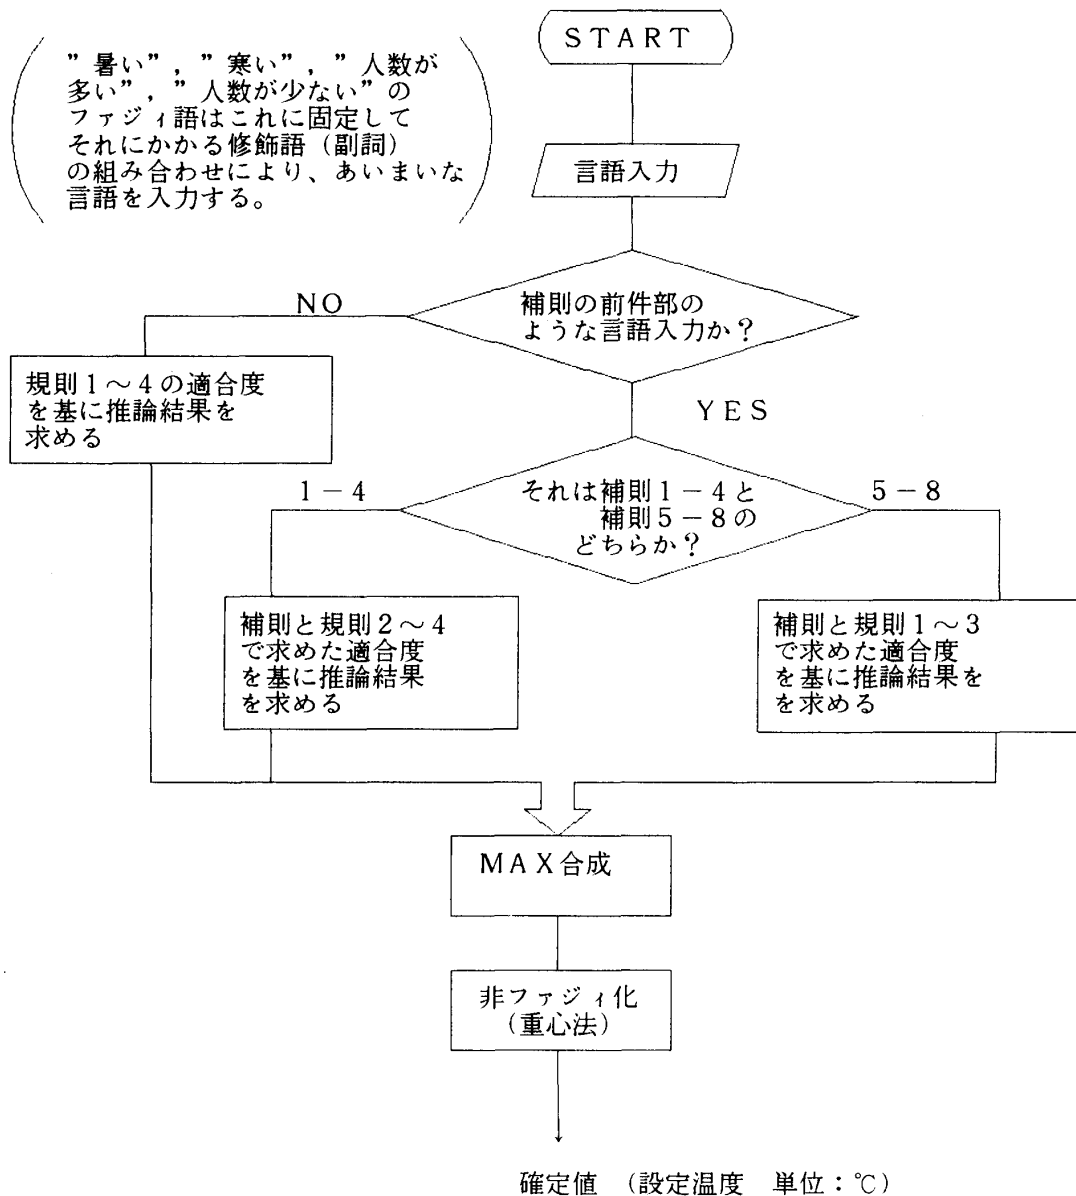 START
”暑い”，”寒い”，”人数が
多い”，”人数が少ない”の
ファジィ語はこれに固定して
それにかかる修飾語（副詞）
の組み合わせにより、あいまいな
言語を入力する。
言語入力
補則の前件部の
ような言語入力か？
NO
YES
規則１～４の適合度
を基に推論結果を
求める
それは補則１－４と
補則５－８の
どちらか？
１－４
５－８
補則と規則２～４
で求めた適合度
を基に推論結果
を求める
補則と規則１～３
で求めた適合度
を基に推論結果を
を求める
MAX合成
非ファジィ化
（重心法）
確定値　（設定温度　単位：℃）